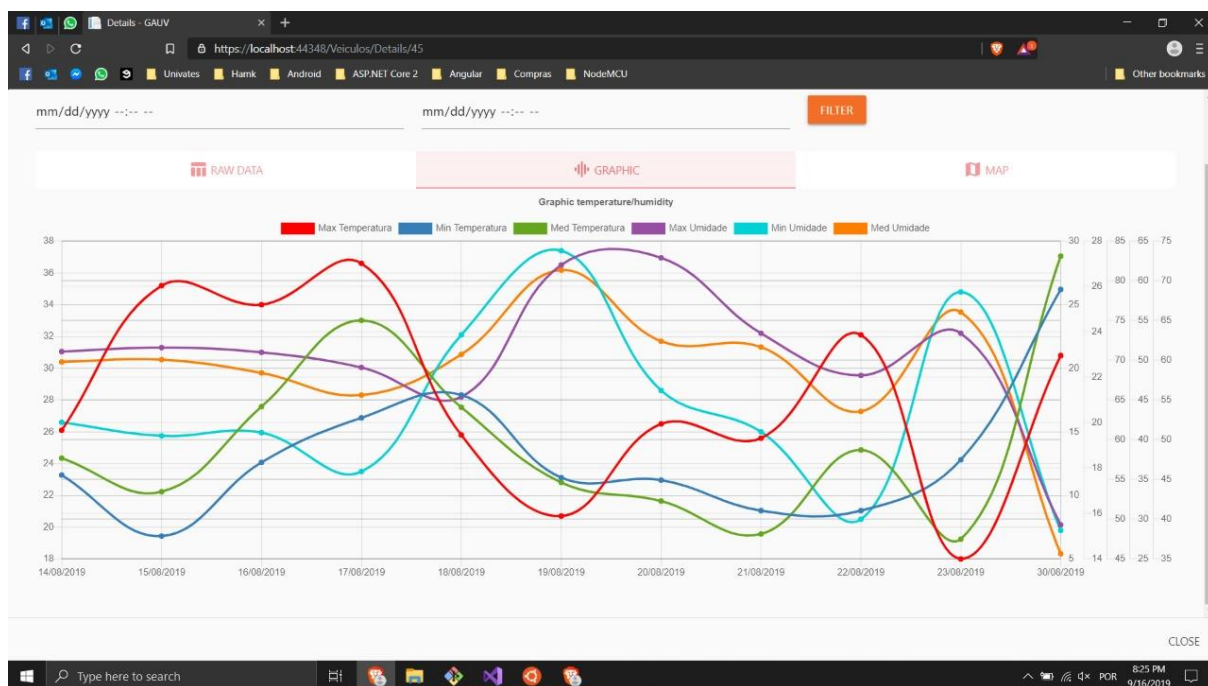 Details - GAUV
https://localhost:44348/Veiculos/Details/45
Univates Hamk Android ASP.NET Core 2 Angular Compras NodeMCU Other bookmarks
mm/dd/yyyy --:-- -- mm/dd/yyyy --:-- -- FILTER
RAW DATA GRAPHIC MAP
Graphic temperature/humidity
Max Temperatura Min Temperatura Med Temperatura Max Umidade Min Umidade Med Umidade
38 30 28 85 65 75
36 26 80 60 70
34 25 75 55 65
32 24 70 50 60
30 20 22 65 45 55
28 15 20 60 40 50
26 18 55 35 45
24 10 16 50 30 40
22 5 14 45 25 35
20
18
14/08/2019 15/08/2019 16/08/2019 17/08/2019 18/08/2019 19/08/2019 20/08/2019 21/08/2019 22/08/2019 23/08/2019 30/08/2019
CLOSE
Type here to search POR 8:25 PM
9/16/2019